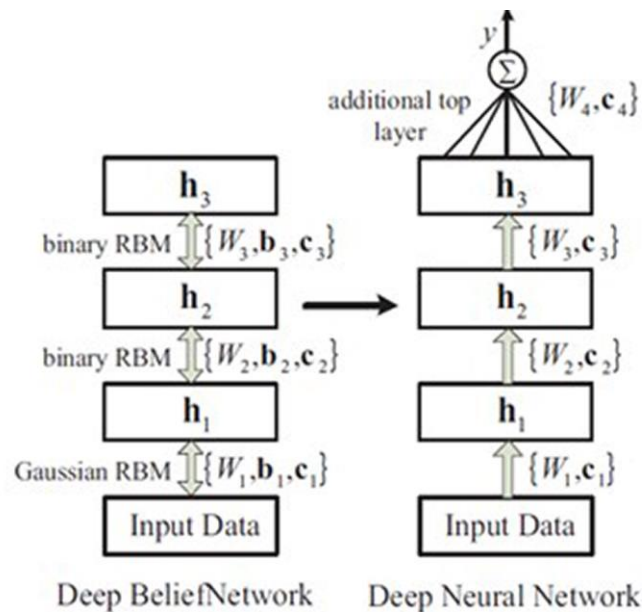 y
Σ
additional top
layer
{W₄,c₄}
h₃
h₃
binary RBM
{W₃,b₃,c₃}
{W₃,c₃}
h₂
h₂
binary RBM
{W₂,b₂,c₂}
{W₂,c₂}
h₁
h₁
Gaussian RBM
{W₁,b₁,c₁}
{W₁,c₁}
Input Data
Input Data
Deep BeliefNetwork
Deep Neural Network